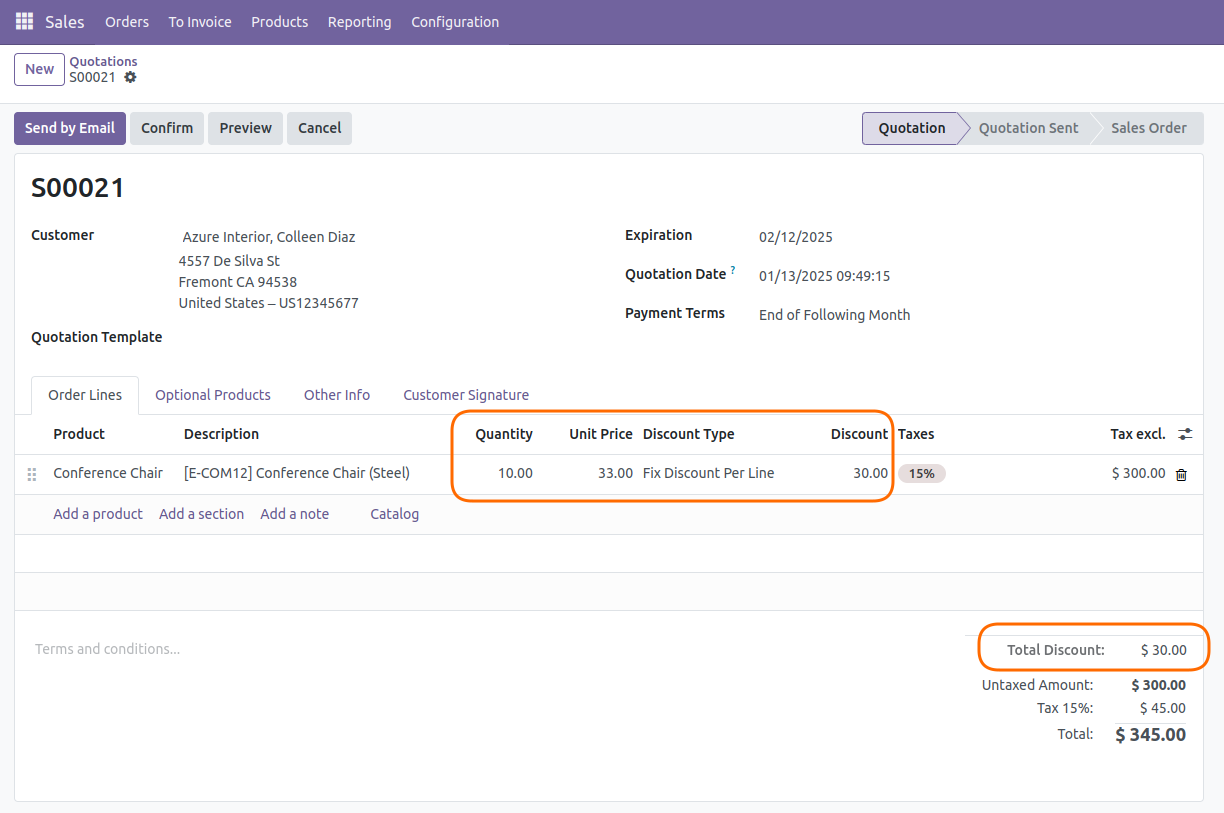 Sales Orders To Invoice Products Reporting Configuration
New Quotations
S00021
Send by Email Confirm Preview Cancel Quotation Quotation Sent Sales Order
S00021
Customer Azure Interior, Colleen Diaz Expiration 02/12/2025
4557 De Silva St
Fremont CA 94538 Quotation Date ? 01/13/2025 09:49:15
United States – US12345677 Payment Terms End of Following Month
Quotation Template
Order Lines Optional Products Other Info Customer Signature
Product Description Quantity Unit Price Discount Type Discount Taxes Tax excl.
Conference Chair [E-COM12] Conference Chair (Steel) 10.00 33.00 Fix Discount Per Line 30.00 15% $ 300.00
Add a product Add a section Add a note Catalog
Terms and conditions... Total Discount: $ 30.00
Untaxed Amount: $ 300.00
Tax 15%: $ 45.00
Total: $ 345.00